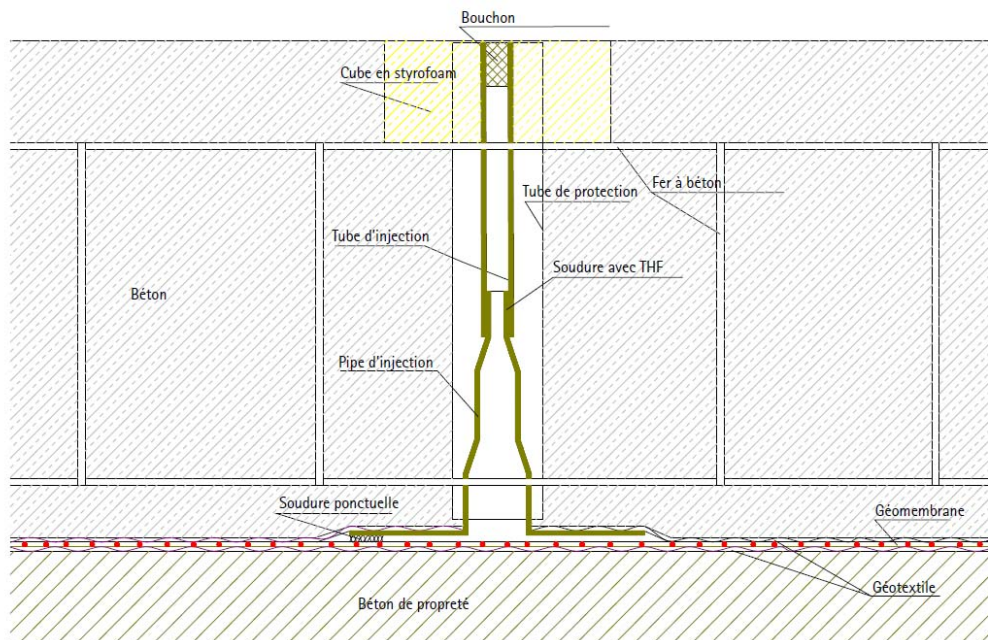 Bouchon
Cube en styrofoam
Fer à béton
Tube de protection
Tube d'injection
Soudure avec THF
Béton
Pipe d'injection
Soudure ponctuelle
Géomembrane
Géotextile
Béton de propreté